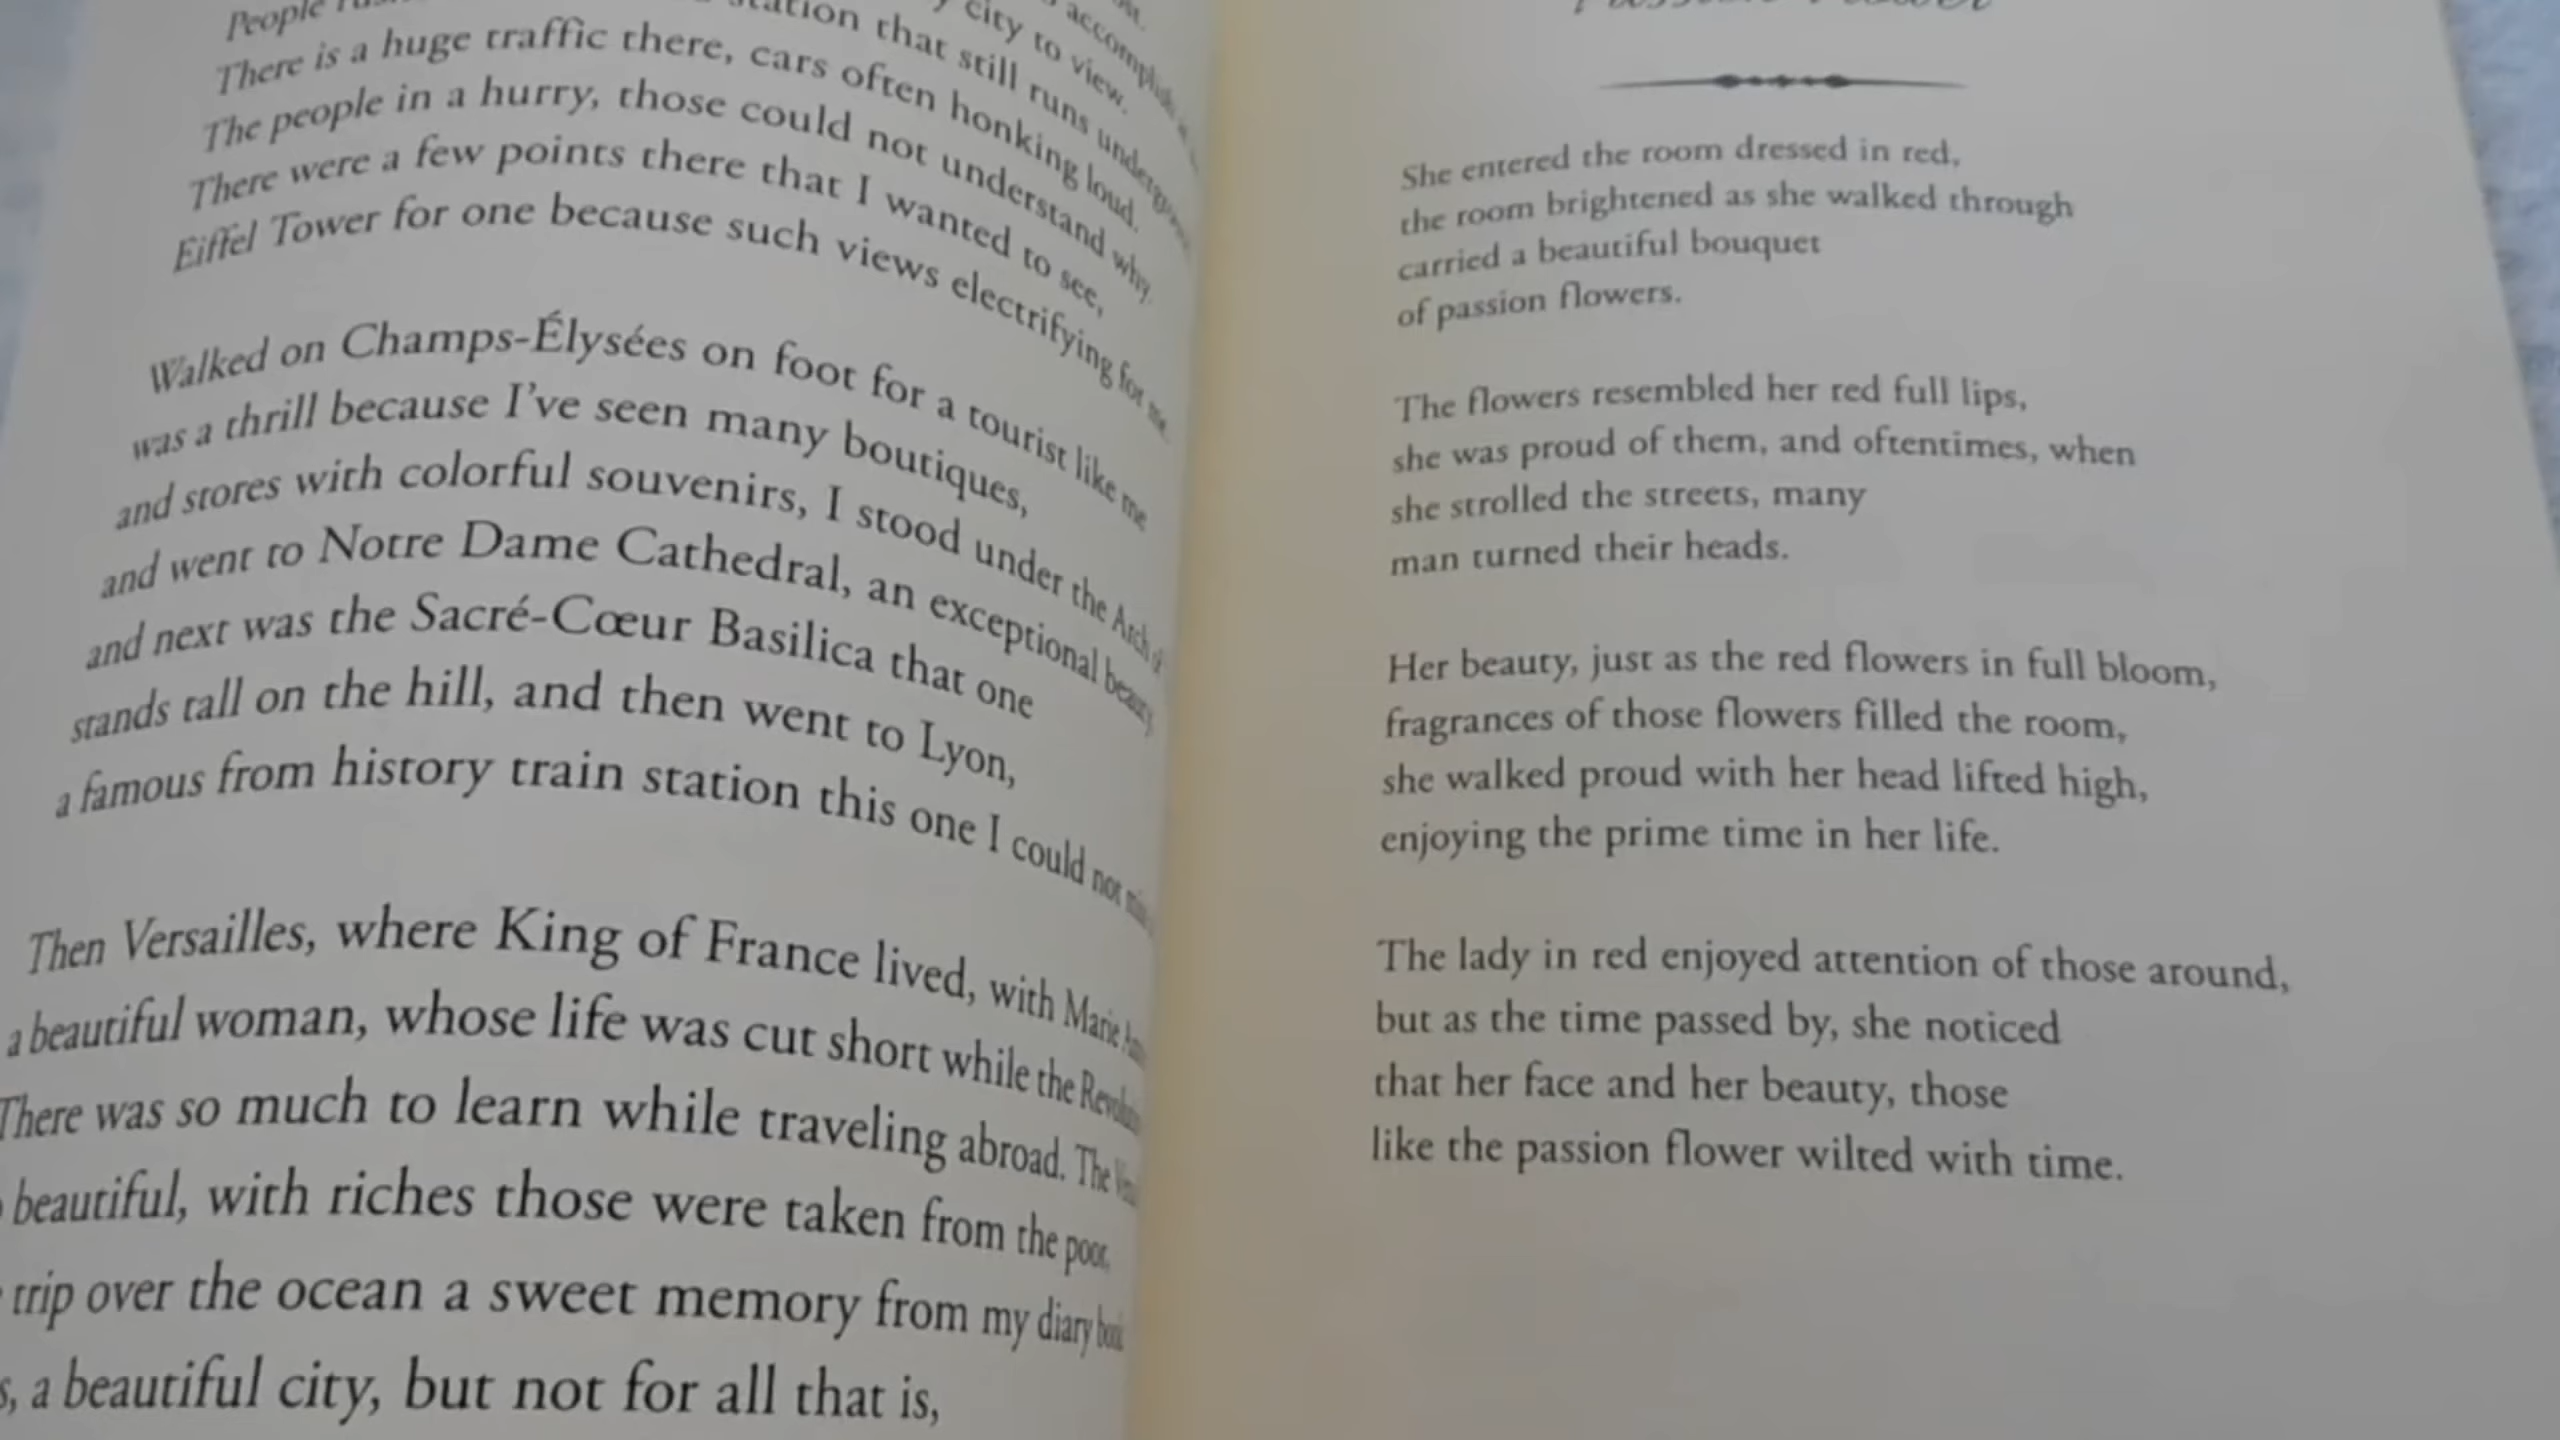 People
station that still runs
city to view.
There is a huge traffic there, cars often honking loud.
The people in a hurry, those could not understand why.
There were a few points there that I wanted to see,
Eiffel Tower for one because such views electrifying for me.
Walked on Champs-Élysées on foot for a tourist like me
was a thrill because I've seen many boutiques,
and stores with colorful souvenirs, I stood under the Arch of
and went to Notre Dame Cathedral, an exceptional beauty,
and next was the Sacré-Cœur Basilica that one
stands tall on the hill, and then went to Lyon,
a famous from history train station this one I could not
Then Versailles, where King of France lived, with Marie
a beautiful woman, whose life was cut short while the
There was so much to learn while traveling abroad. The
beautiful, with riches those were taken from the poor,
trip over the ocean a sweet memory from my diary
a beautiful city, but not for all that is,
She entered the room dressed in red,
the room brightened as she walked through
carried a beautiful bouquet
of passion flowers.
The flowers resembled her red full lips,
she was proud of them, and oftentimes, when
she strolled the streets, many
man turned their heads.
Her beauty, just as the red flowers in full bloom,
fragrances of those flowers filled the room,
she walked proud with her head lifted high,
enjoying the prime time in her life.
The lady in red enjoyed attention of those around,
but as the time passed by, she noticed
that her face and her beauty, those
like the passion flower wilted with time.